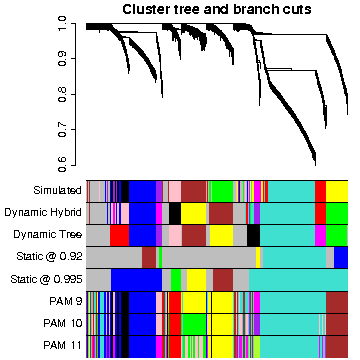 Cluster tree and branch cuts
1.0
0.9
0.8
0.7
0.6
Simulated
Dynamic Hybrid
Dynamic Tree
Static @ 0.92
Static @ 0.995
PAM 9
PAM 10
PAM 11